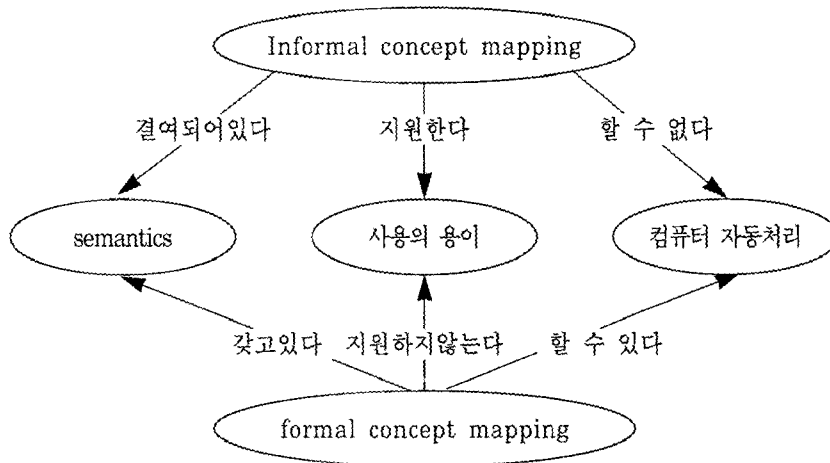 Informal concept mapping
결여되어있다 지원한다 할 수 없다
semantics 사용의 용이 컴퓨터 자동처리
갖고있다 지원하지않는다 할 수 있다
formal concept mapping